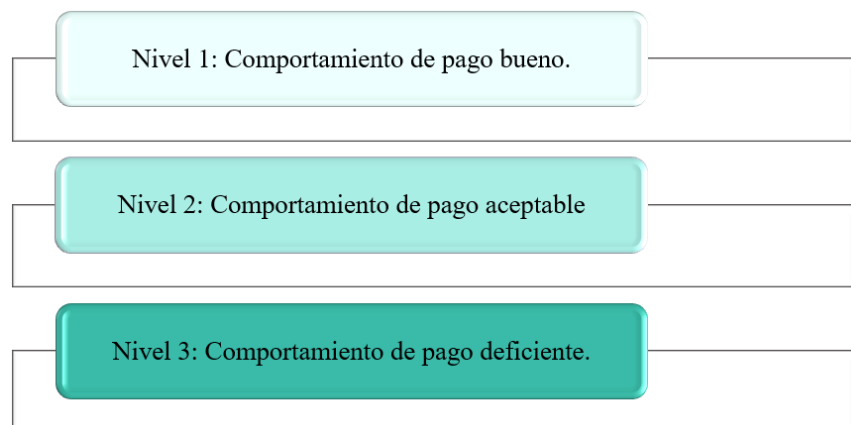 Nivel 1: Comportamiento de pago bueno.
Nivel 2: Comportamiento de pago aceptable
Nivel 3: Comportamiento de pago deficiente.